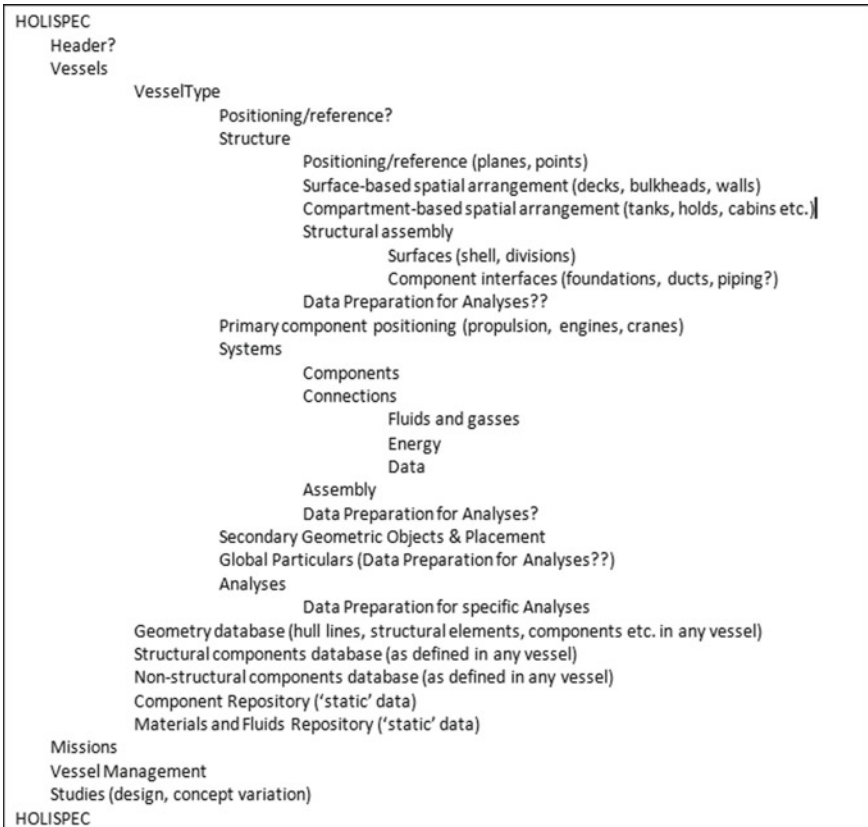 HOLISPEC
Header?
Vessels
VesselType
Positioning/reference?
Structure
Positioning/reference (planes, points)
Surface-based spatial arrangement (decks, bulkheads, walls)
Compartment-based spatial arrangement (tanks, holds, cabins etc.)
Structural assembly
Surfaces (shell, divisions)
Component interfaces (foundations, ducts, piping?)
Data Preparation for Analyses??
Primary component positioning (propulsion, engines, cranes)
Systems
Components
Connections
Fluids and gasses
Energy
Data
Assembly
Data Preparation for Analyses?
Secondary Geometric Objects & Placement
Global Particulars (Data Preparation for Analyses??)
Analyses
Data Preparation for specific Analyses
Geometry database (hull lines, structural elements, components etc. in any vessel)
Structural components database (as defined in any vessel)
Non-structural components database (as defined in any vessel)
Component Repository (‘static’ data)
Materials and Fluids Repository (‘static’ data)
Missions
Vessel Management
Studies (design, concept variation)
HOLISPEC